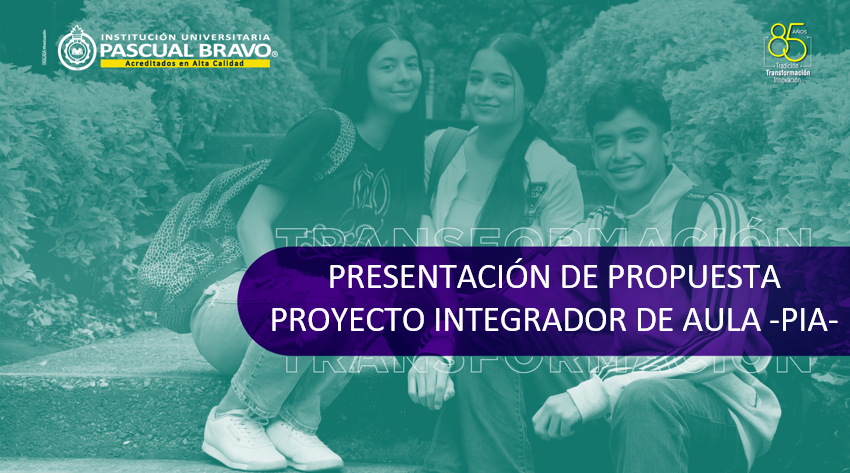 INSTITUCIÓN UNIVERSITARIA
PASCUAL BRAVO®
Acreditados en Alta Calidad
85
AÑOS
Tradición
Transformación
Innovación
TRANSFORMACIÓN
PRESENTACIÓN DE PROPUESTA
PROYECTO INTEGRADOR DE AULA -PIA-
TRANSFORMACIÓN